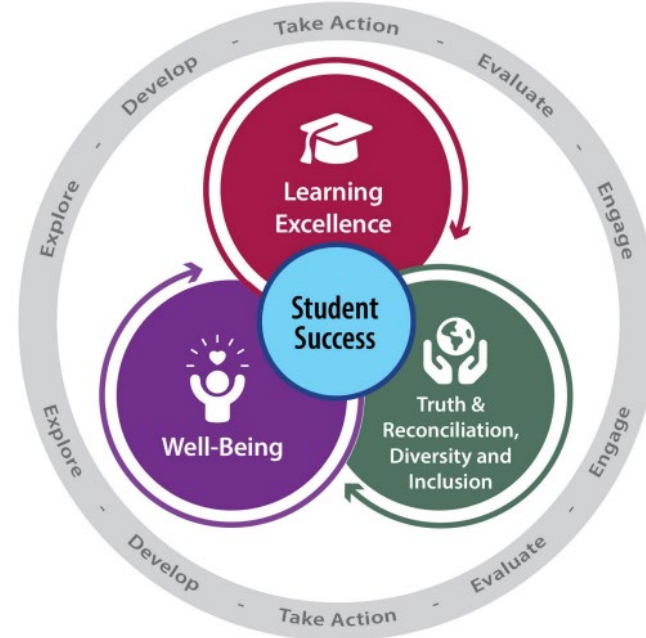 Explore - Develop - Take Action - Evaluate - Engage
Learning
Excellence
Student
Success
Well-Being
Truth &
Reconciliation,
Diversity and
Inclusion
Explore - Develop - Take Action - Evaluate - Engage